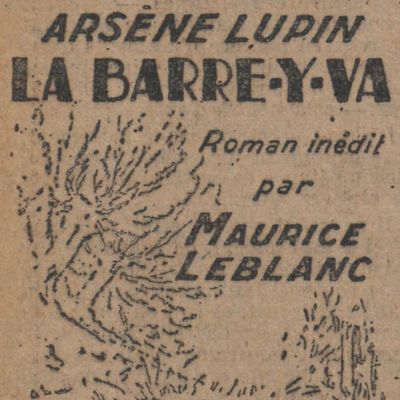 ARSÈNE LUPIN
LA BARRE-Y-VA
Roman inédit
par
MAURICE
LEBLANC